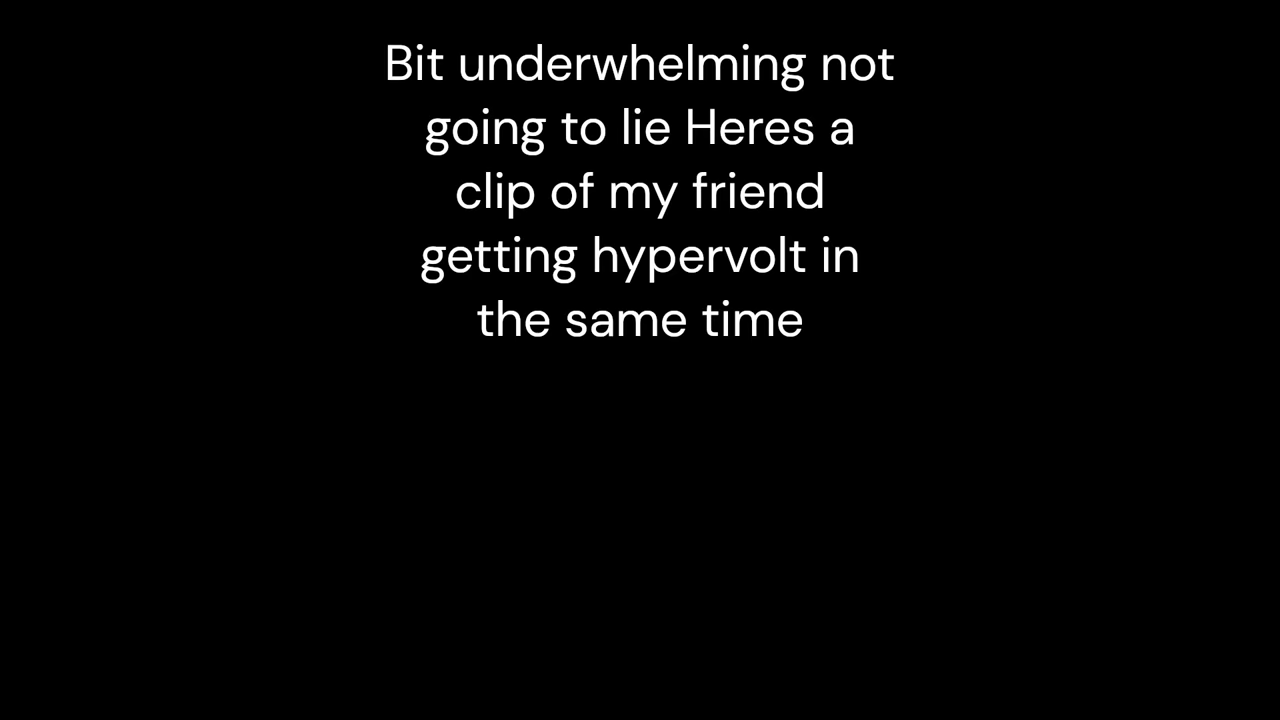 Bit underwhelming not
going to lie Heres a
clip of my friend
getting hypervolt in
the same time